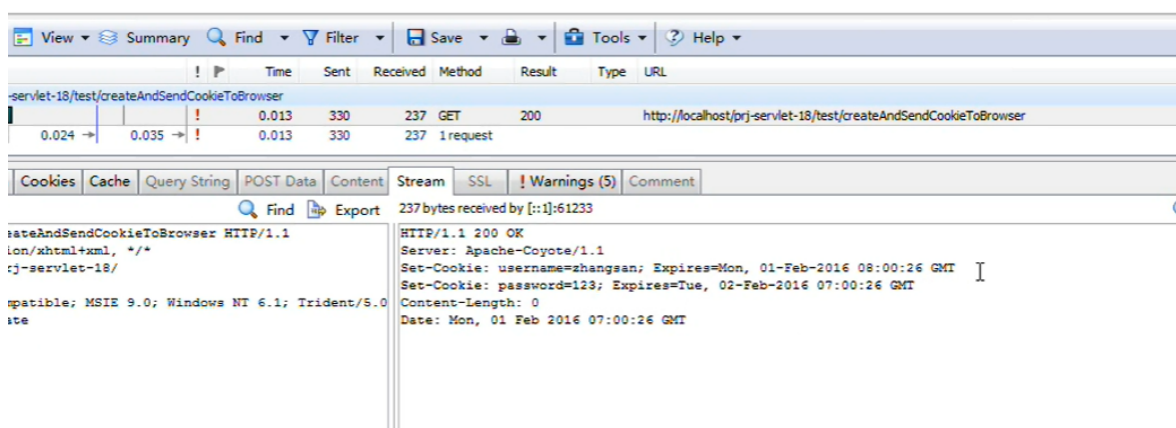 View Summary Find Filter Save Tools Help
! Time Sent Received Method Result Type URL
-servlet-18/test/createAndSendCookieToBrowser
! 0.013 330 237 GET 200 http://localhost/prj-servlet-18/test/createAndSendCookieToBrowser
0.024 0.035 ! 0.013 330 237 1 request
Cookies Cache Query String POST Data Content Stream SSL ! Warnings (5) Comment
Find Export 237 bytes received by [::1]:61233
eateAndSendCookieToBrowser HTTP/1.1
ion/xhtml+xml, */*
rj-servlet-18/
mpatible; MSIE 9.0; Windows NT 6.1; Trident/5.0
ate
HTTP/1.1 200 OK
Server: Apache-Coyote/1.1
Set-Cookie: username=zhangsan; Expires=Mon, 01-Feb-2016 08:00:26 GMT
Set-Cookie: password=123; Expires=Tue, 02-Feb-2016 07:00:26 GMT
Content-Length: 0
Date: Mon, 01 Feb 2016 07:00:26 GMT